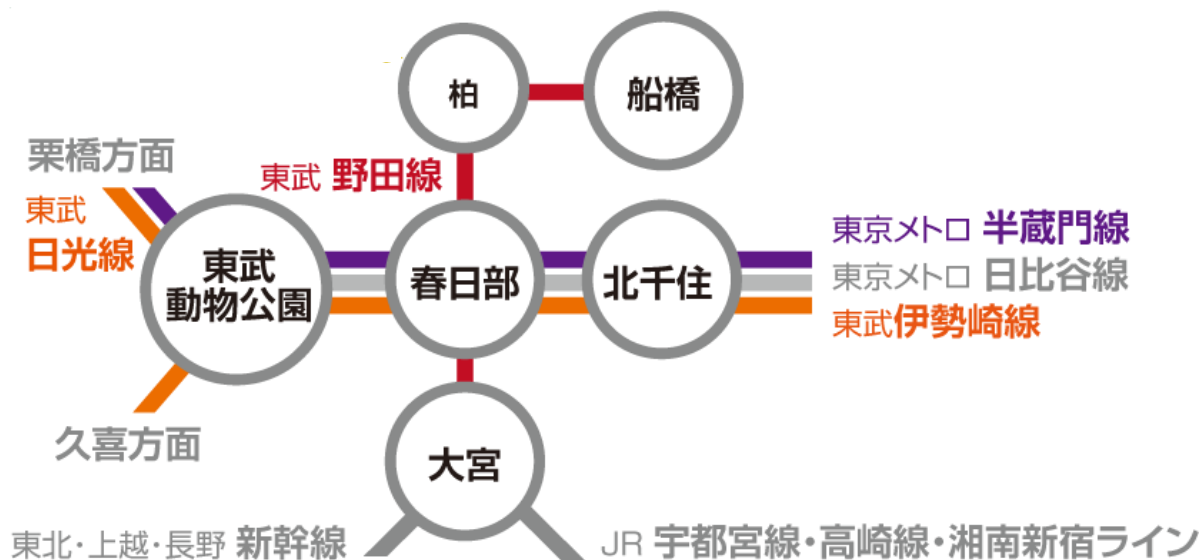 柏
船橋
栗橋方面
東武 野田線
東武
日光線
東武
動物公園
春日部
北千住
東京メトロ 半蔵門線
東京メトロ 日比谷線
東武伊勢崎線
久喜方面
大宮
東北・上越・長野 新幹線
JR 宇都宮線・高崎線・湘南新宿ライン